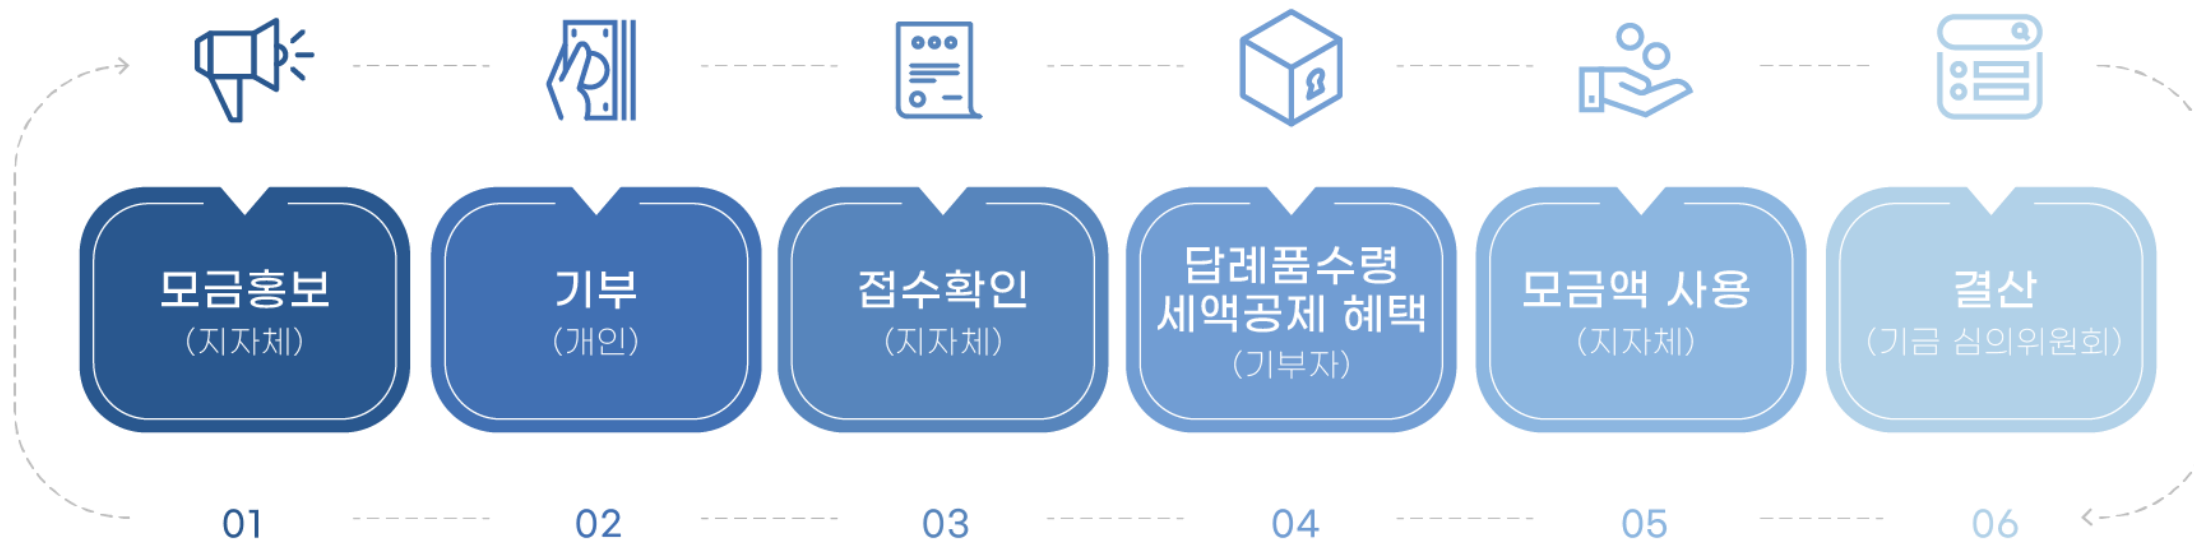 모금홍보
(지자체)
기부
(개인)
접수확인
(지자체)
답례품수령
세액공제 혜택
(기부자)
모금액 사용
(지자체)
결산
(기금 심의위원회)
01
02
03
04
05
06